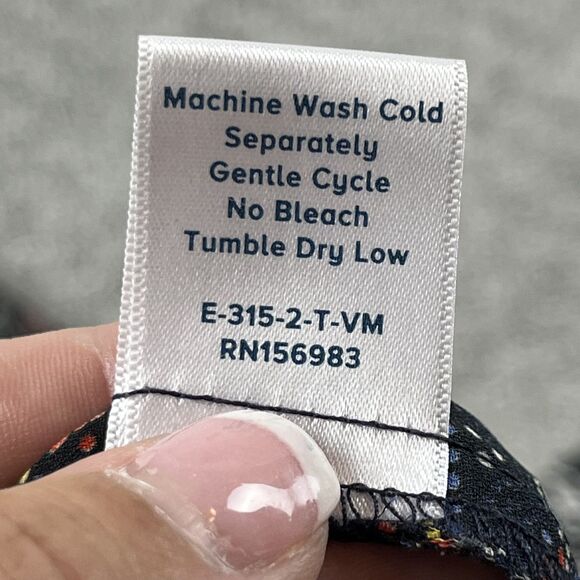 Machine Wash Cold
Separately
Gentle Cycle
No Bleach
Tumble Dry Low
E-315-2-T-VM
RN156983